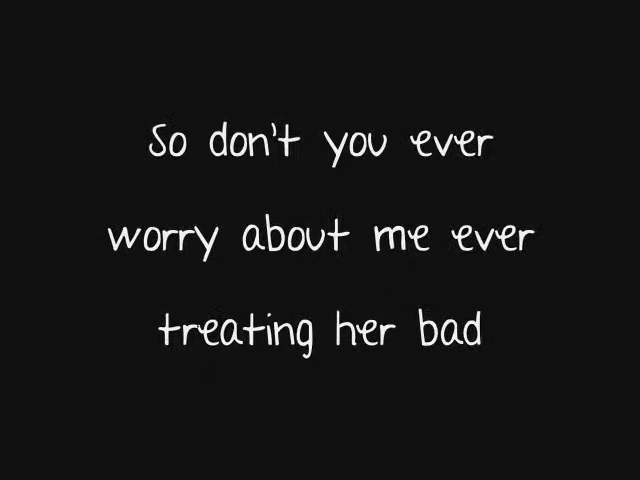 So don't you ever
worry about me ever
treating her bad